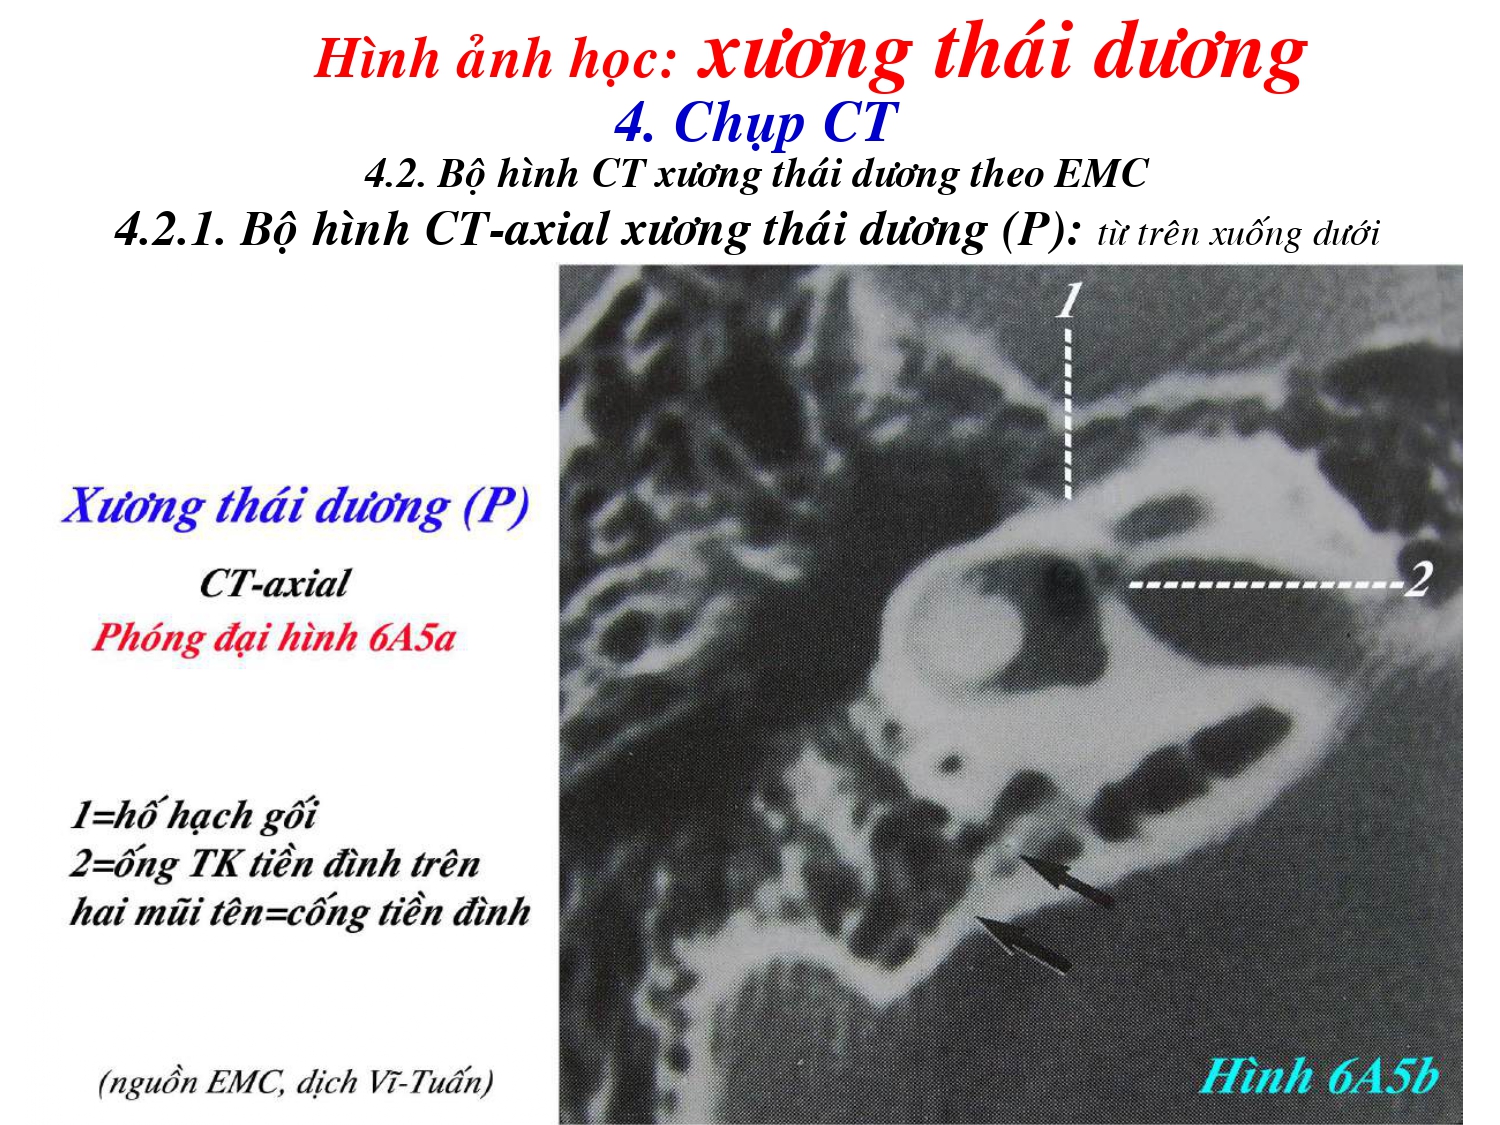 Hình ảnh học: xương thái dương
4. Chụp CT
4.2. Bộ hình CT xương thái dương theo EMC
4.2.1. Bộ hình CT-axial xương thái dương (P): từ trên xuống dưới
1
Xương thái dương (P)
CT-axial
Phóng đại hình 6A5a
2
1=hố hạch gối
2=ống TK tiền đình trên
hai mũi tên=cống tiền đình
(nguồn EMC, dịch Vĩ-Tuấn)
Hình 6A5b